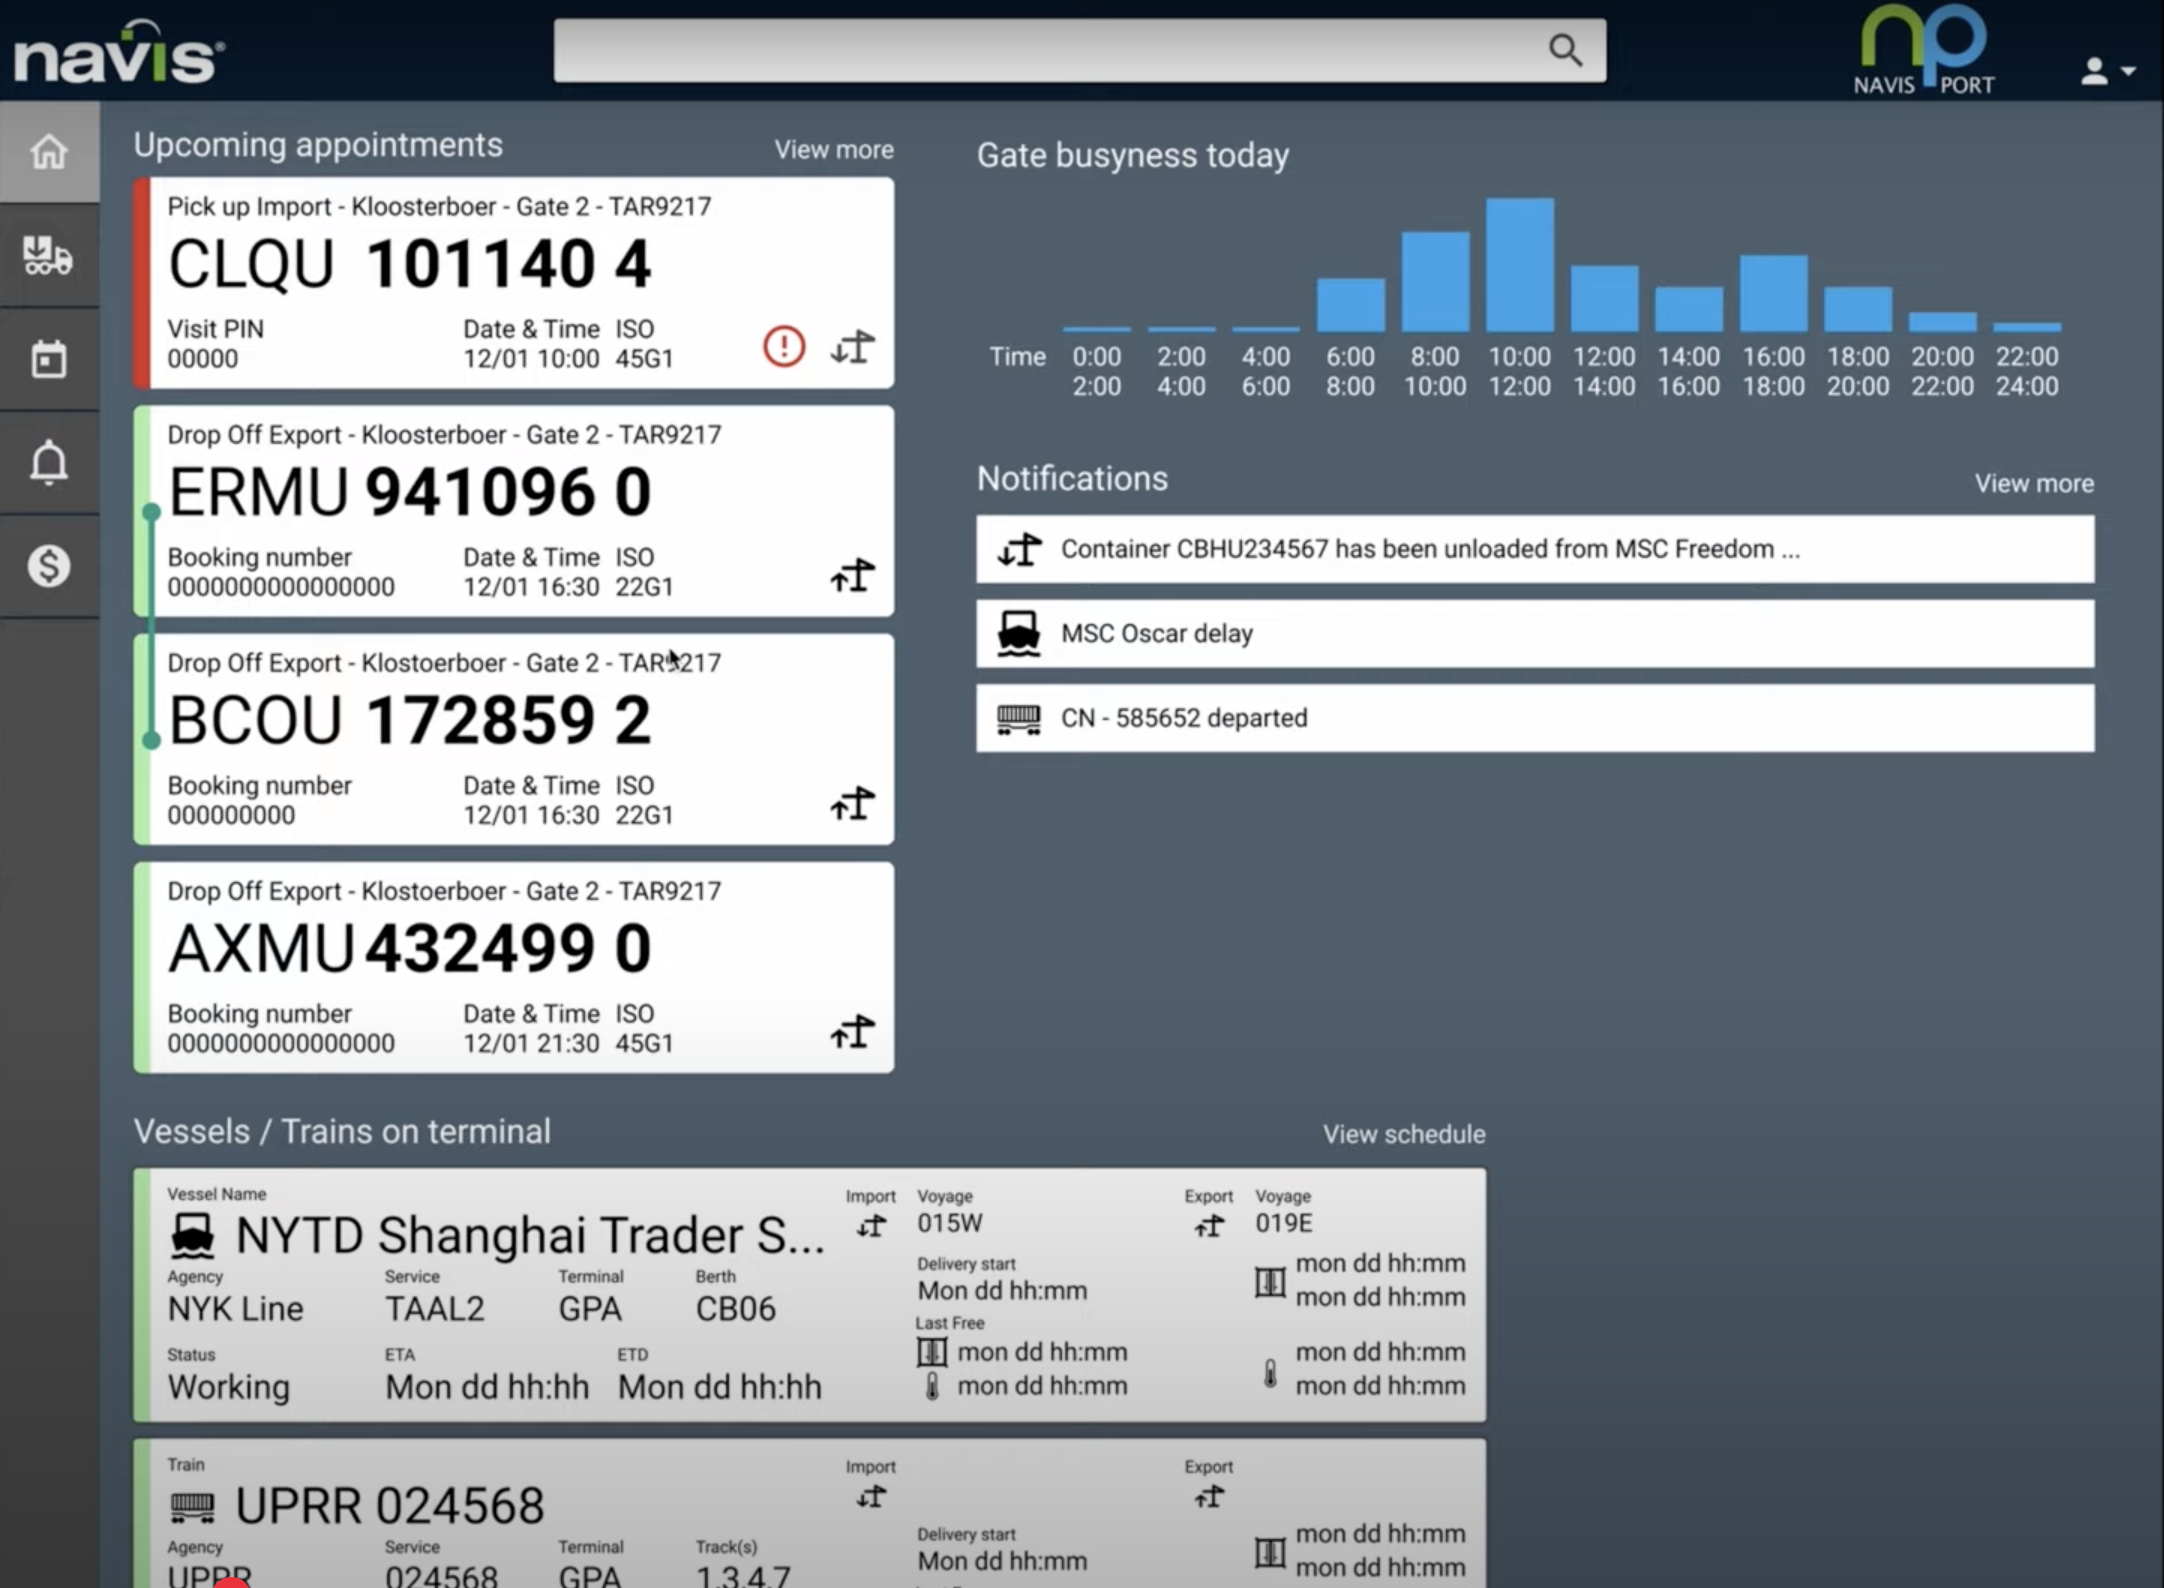 navis®
NAVIS PORT
Upcoming appointments
View more
Pick up Import - Kloosterboer - Gate 2 - TAR9217
CLQU 101140 4
Visit PIN
Date & Time
ISO
00000
12/01 10:00
45G1
Drop Off Export - Kloosterboer - Gate 2 - TAR9217
ERMU 941096 0
Booking number
Date & Time
ISO
0000000000000000
12/01 16:30
22G1
Drop Off Export - Klostoerboer - Gate 2 - TAR9217
BCOU 172859 2
Booking number
Date & Time
ISO
000000000
12/01 16:30
22G1
Drop Off Export - Klostoerboer - Gate 2 - TAR9217
AXMU 432499 0
Booking number
Date & Time
ISO
0000000000000000
12/01 21:30
45G1
Gate busyness today
Time
0:00 2:00 4:00 6:00 8:00 10:00 12:00 14:00 16:00 18:00 20:00 22:00
2:00 4:00 6:00 8:00 10:00 12:00 14:00 16:00 18:00 20:00 22:00 24:00
Notifications
View more
Container CBHU234567 has been unloaded from MSC Freedom ...
MSC Oscar delay
CN - 585652 departed
Vessels / Trains on terminal
View schedule
Vessel Name
NYTD Shanghai Trader S...
Agency
Service
Terminal
Berth
NYK Line
TAAL2
GPA
CB06
Status
ETA
ETD
Working
Mon dd hh:hh
Mon dd hh:hh
Import
Voyage
015W
Delivery start
Mon dd hh:mm
Last Free
mon dd hh:mm
mon dd hh:mm
Export
Voyage
019E
mon dd hh:mm
mon dd hh:mm
mon dd hh:mm
mon dd hh:mm
Train
UPRR 024568
Agency
Service
Terminal
Track(s)
UPRR
024568
GPA
1,3,4,7
Import
Delivery start
Mon dd hh:mm
Export
mon dd hh:mm
mon dd hh:mm